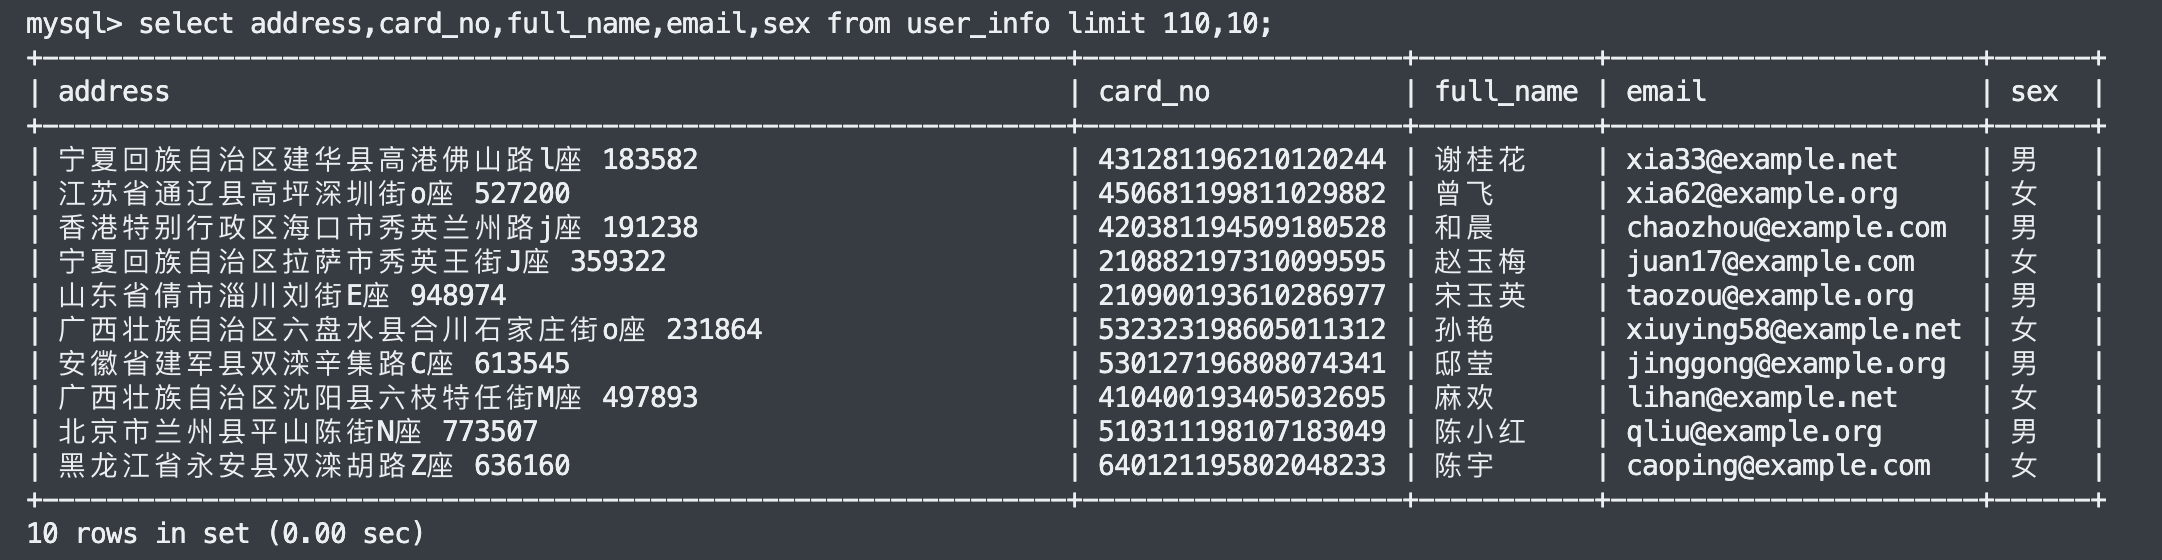 mysql> select address,card_no,full_name,email,sex from user_info limit 110,10;
+----------------------------------------------------------------+--------------------+-----------+-----------------------+------+
| address | card_no | full_name | email | sex |
+----------------------------------------------------------------+--------------------+-----------+-----------------------+------+
| 宁夏回族自治区建华县高港佛山路l座 183582 | 431281196210120244 | 谢桂花 | xia33@example.net | 男 |
| 江苏省通辽县高坪深圳街o座 527200 | 450681199811029882 | 曾飞 | xia62@example.org | 女 |
| 香港特别行政区海口市秀英兰州路j座 191238 | 420381194509180528 | 和晨 | chaozhou@example.com | 男 |
| 宁夏回族自治区拉萨市秀英王街J座 359322 | 210882197310099595 | 赵玉梅 | juan17@example.com | 女 |
| 山东省倩市淄川刘街E座 948974 | 210900193610286977 | 宋玉英 | taozou@example.org | 男 |
| 广西壮族自治区六盘水县合川石家庄街o座 231864 | 532323198605011312 | 孙艳 | xiuying58@example.net | 女 |
| 安徽省建军县双滦辛集路C座 613545 | 530127196808074341 | 邸莹 | jinggong@example.org | 男 |
| 广西壮族自治区沈阳县六枝特任街M座 497893 | 410400193405032695 | 麻欢 | lihan@example.net | 女 |
| 北京市兰州县平山陈街N座 773507 | 510311198107183049 | 陈小红 | qliu@example.org | 男 |
| 黑龙江省永安县双滦胡路Z座 636160 | 640121195802048233 | 陈宇 | caoping@example.com | 女 |
+----------------------------------------------------------------+--------------------+-----------+-----------------------+------+
10 rows in set (0.00 sec)